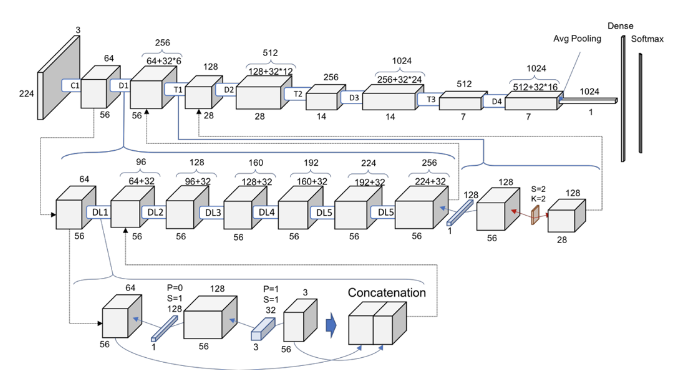 Dense
Softmax
Avg Pooling
3
64
256
64+32*6
128
512
128+32*12
256
1024
256+32*24
512
1024
512+32*16
1024
224
C1
D1
T1
D2
T2
D3
T3
D4
1
56
56
28
28
14
14
7
7
64
96
64+32
128
96+32
160
128+32
192
160+32
224
192+32
256
224+32
128
128
S=2
K=2
128
DL1
DL2
DL3
DL4
DL5
DL5
56
56
56
56
56
56
56
1
56
28
64
P=0
S=1
128
128
P=1
S=1
32
3
Concatenation
56
1
56
3
56